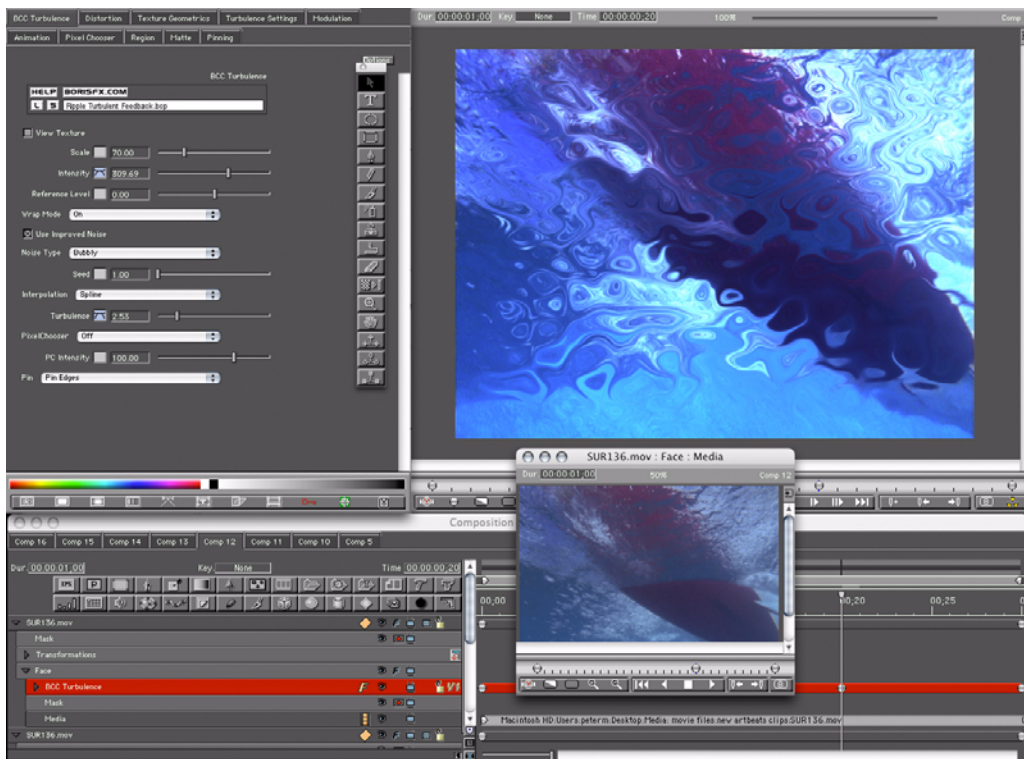 BCC Turbulence Distortion Texture Geometrics Turbulence Settings Modulation
Animation Pixel Chooser Region Matte Pinning
BCC Turbulence
HELP BORISFX.COM
L S Ripple Turbulent Feedback.bcp
View Texture
Scale 70.00
Intensity 309.69
Reference Level 0.00
Wrap Mode On
Use Improved Noize
Noize Type Bubbly
Seed 1.00
Interpolation Spline
Turbulence 2.53
PixelChooser Off
PC Intensity 100.00
Pin Pin Edges
Dur 00:00:01;00 Key None Time 00:00:00;20 100% Comp
SUR136.mov : Face : Media
Dur 00:00:01;00 50% Comp 12
Composition
Comp 16 Comp 15 Comp 14 Comp 13 Comp 12 Comp 11 Comp 10 Comp 5
Dur 00:00:01;00 Key None Time 00:00:00;20
EPS P T
00;00 00;20 00;25
SUR136.mov
Mask
Transformations
Face
BCC Turbulence
Mask
Media
Macintosh HD:Users:peterm:Desktop:Media: movie files:new artbeats clips:SUR136.mov
SUR136.mov